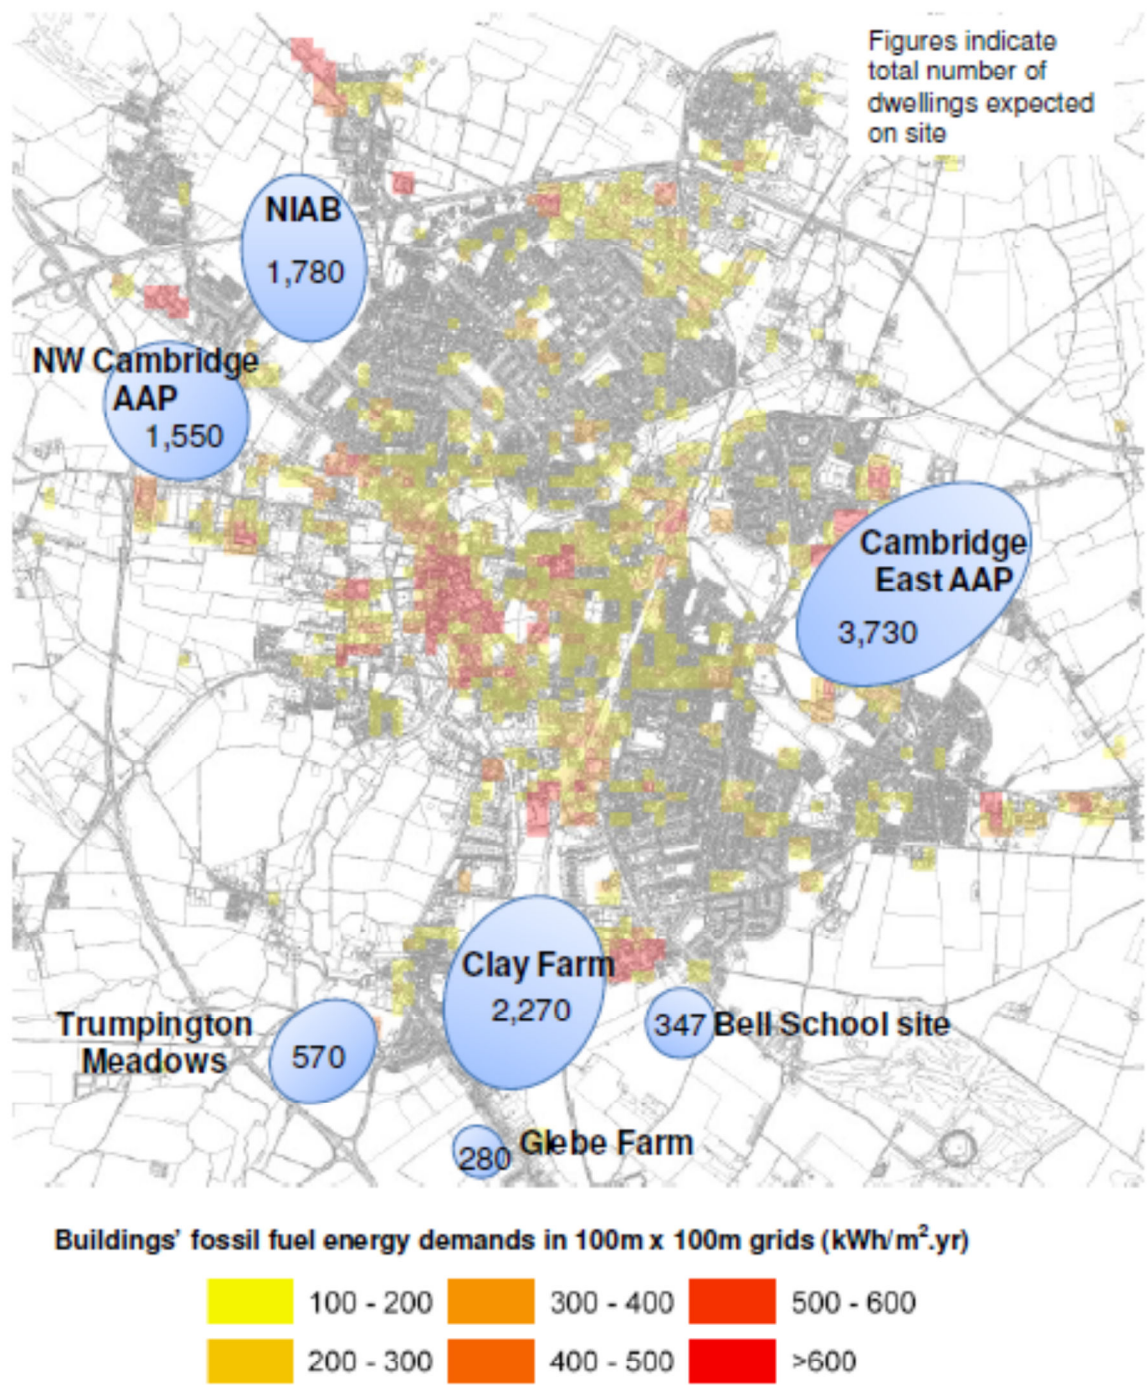 Figures indicate
total number of
dwellings expected
on site
NIAB
1,780
NW Cambridge
AAP
1,550
Cambridge
East AAP
3,730
Clay Farm
2,270
Trumpington
Meadows
570
347 Bell School site
280 Glebe Farm
Buildings' fossil fuel energy demands in 100m x 100m grids (kWh/m².yr)
100 - 200 300 - 400 500 - 600
200 - 300 400 - 500 >600